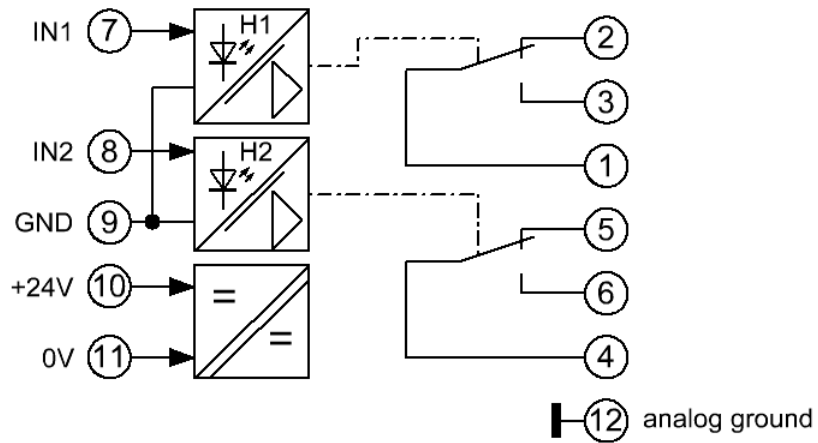 IN1 7 H1 2
3
IN2 8 H2 1
GND 9 5
+24V 10 = 6
0V 11 = 4
12 analog ground